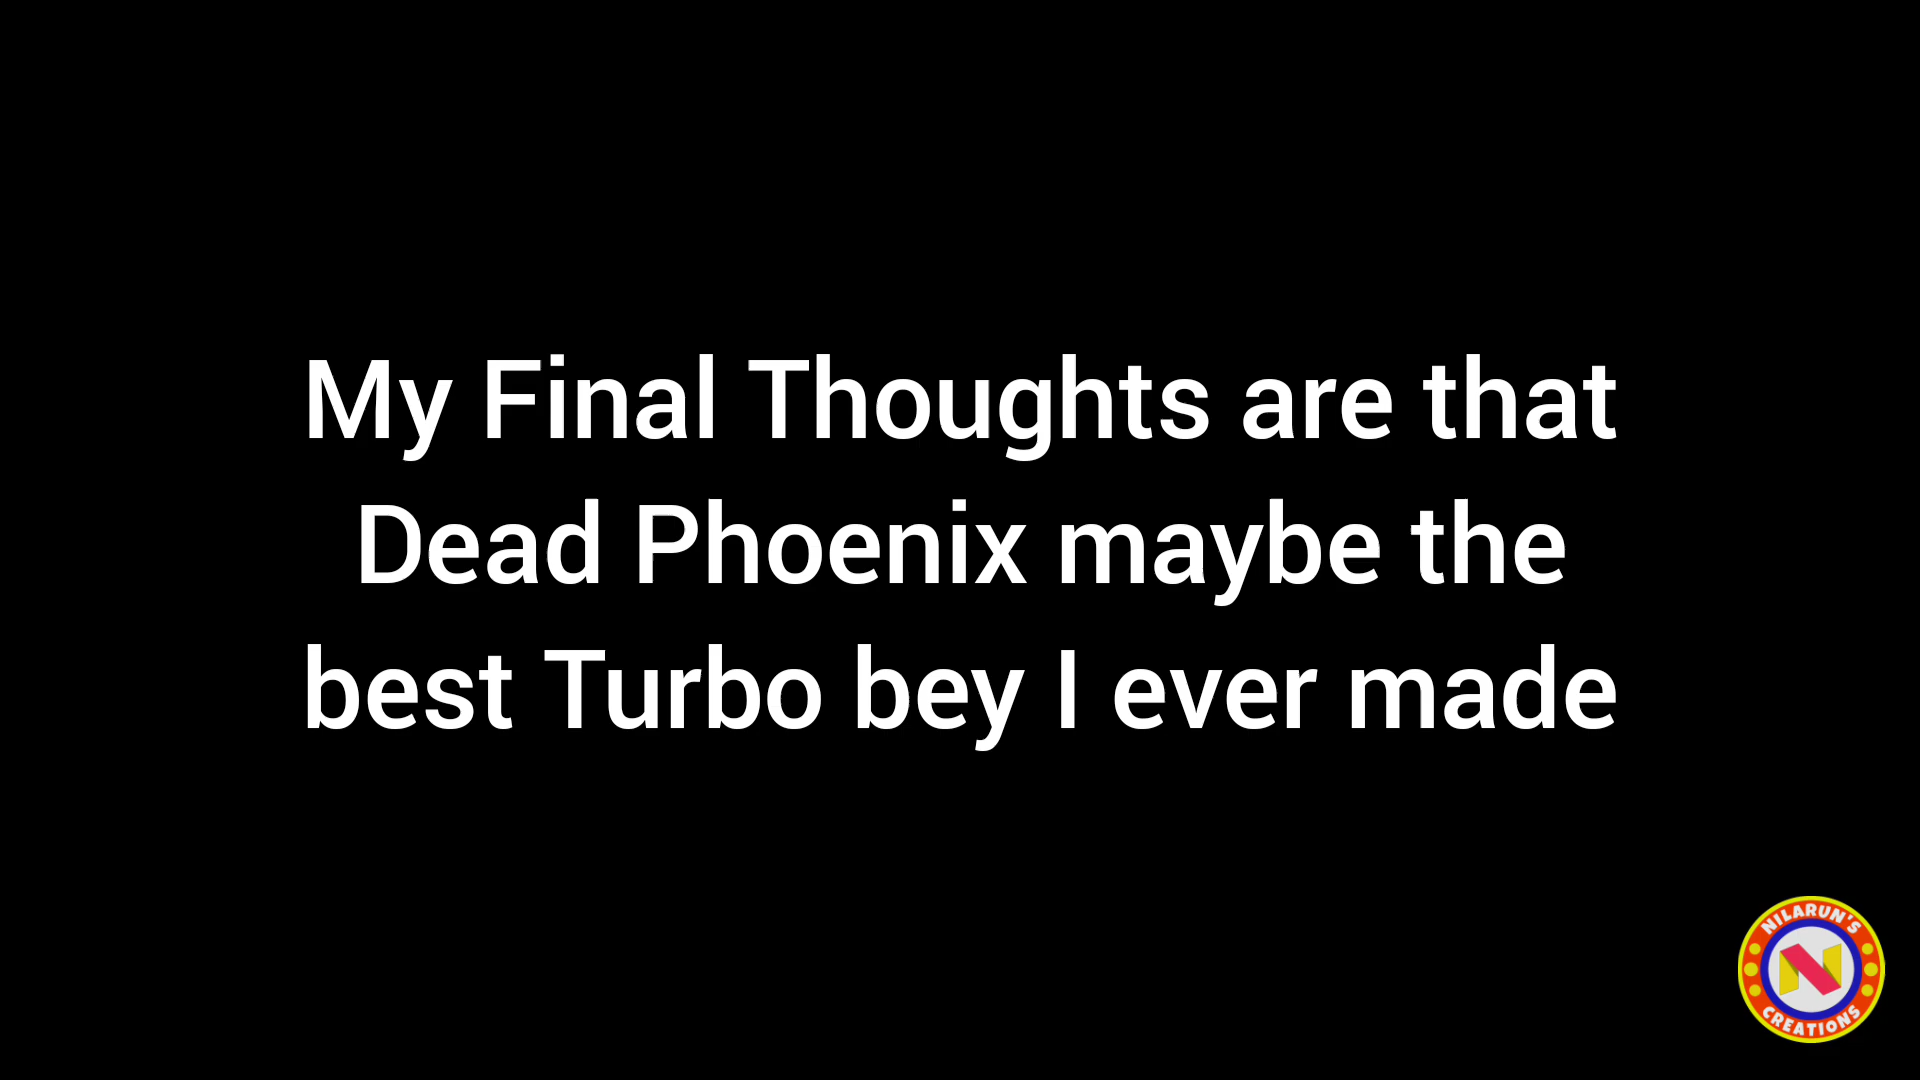 My Final Thoughts are that
Dead Phoenix maybe the
best Turbo bey I ever made
NILARUN'S
N
CREATIONS